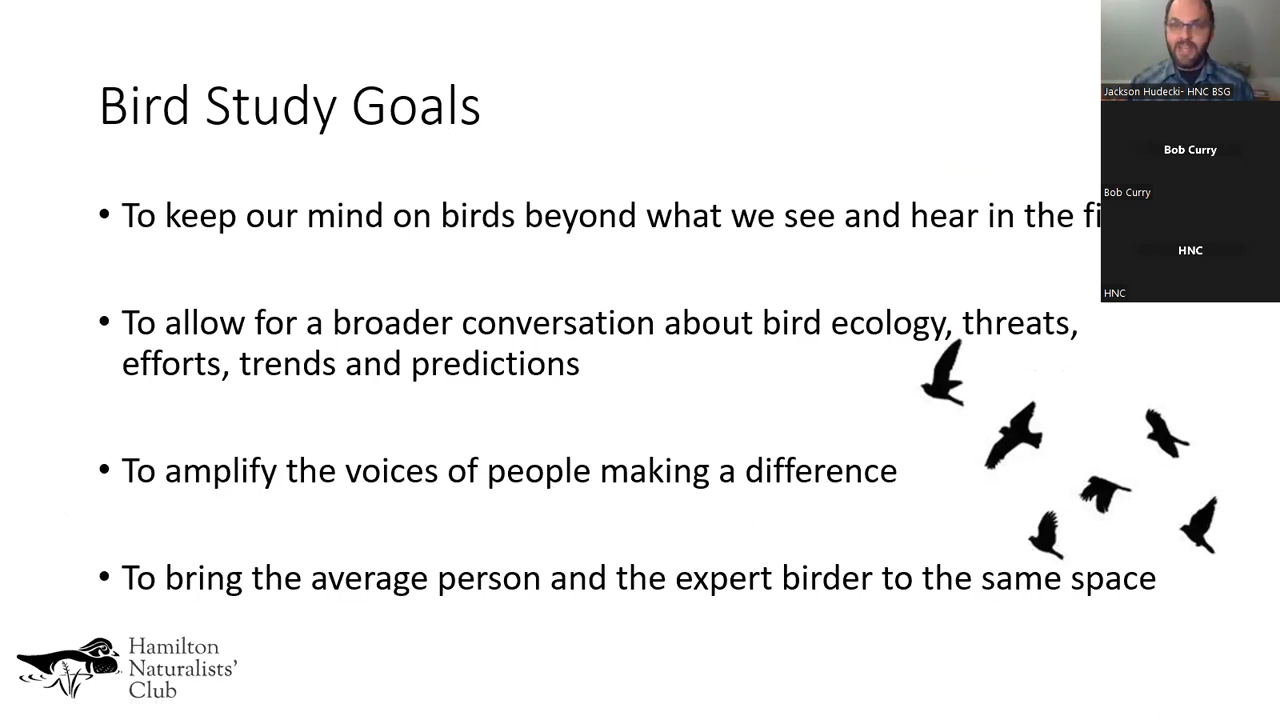 Bird Study Goals
• To keep our mind on birds beyond what we see and hear in the
• To allow for a broader conversation about bird ecology, threats,
efforts, trends and predictions
• To amplify the voices of people making a difference
• To bring the average person and the expert birder to the same space
Hamilton
Naturalists'
Club
Jackson Hudecki- HNC BSG
Bob Curry
Bob Curry
HNC
HNC